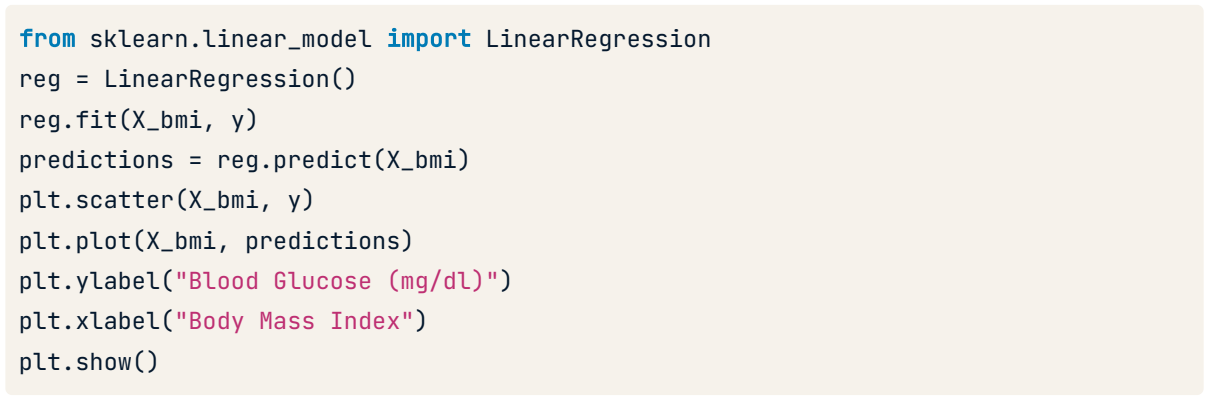 from sklearn.linear_model import LinearRegression
reg = LinearRegression()
reg.fit(X_bmi, y)
predictions = reg.predict(X_bmi)
plt.scatter(X_bmi, y)
plt.plot(X_bmi, predictions)
plt.ylabel("Blood Glucose (mg/dl)")
plt.xlabel("Body Mass Index")
plt.show()